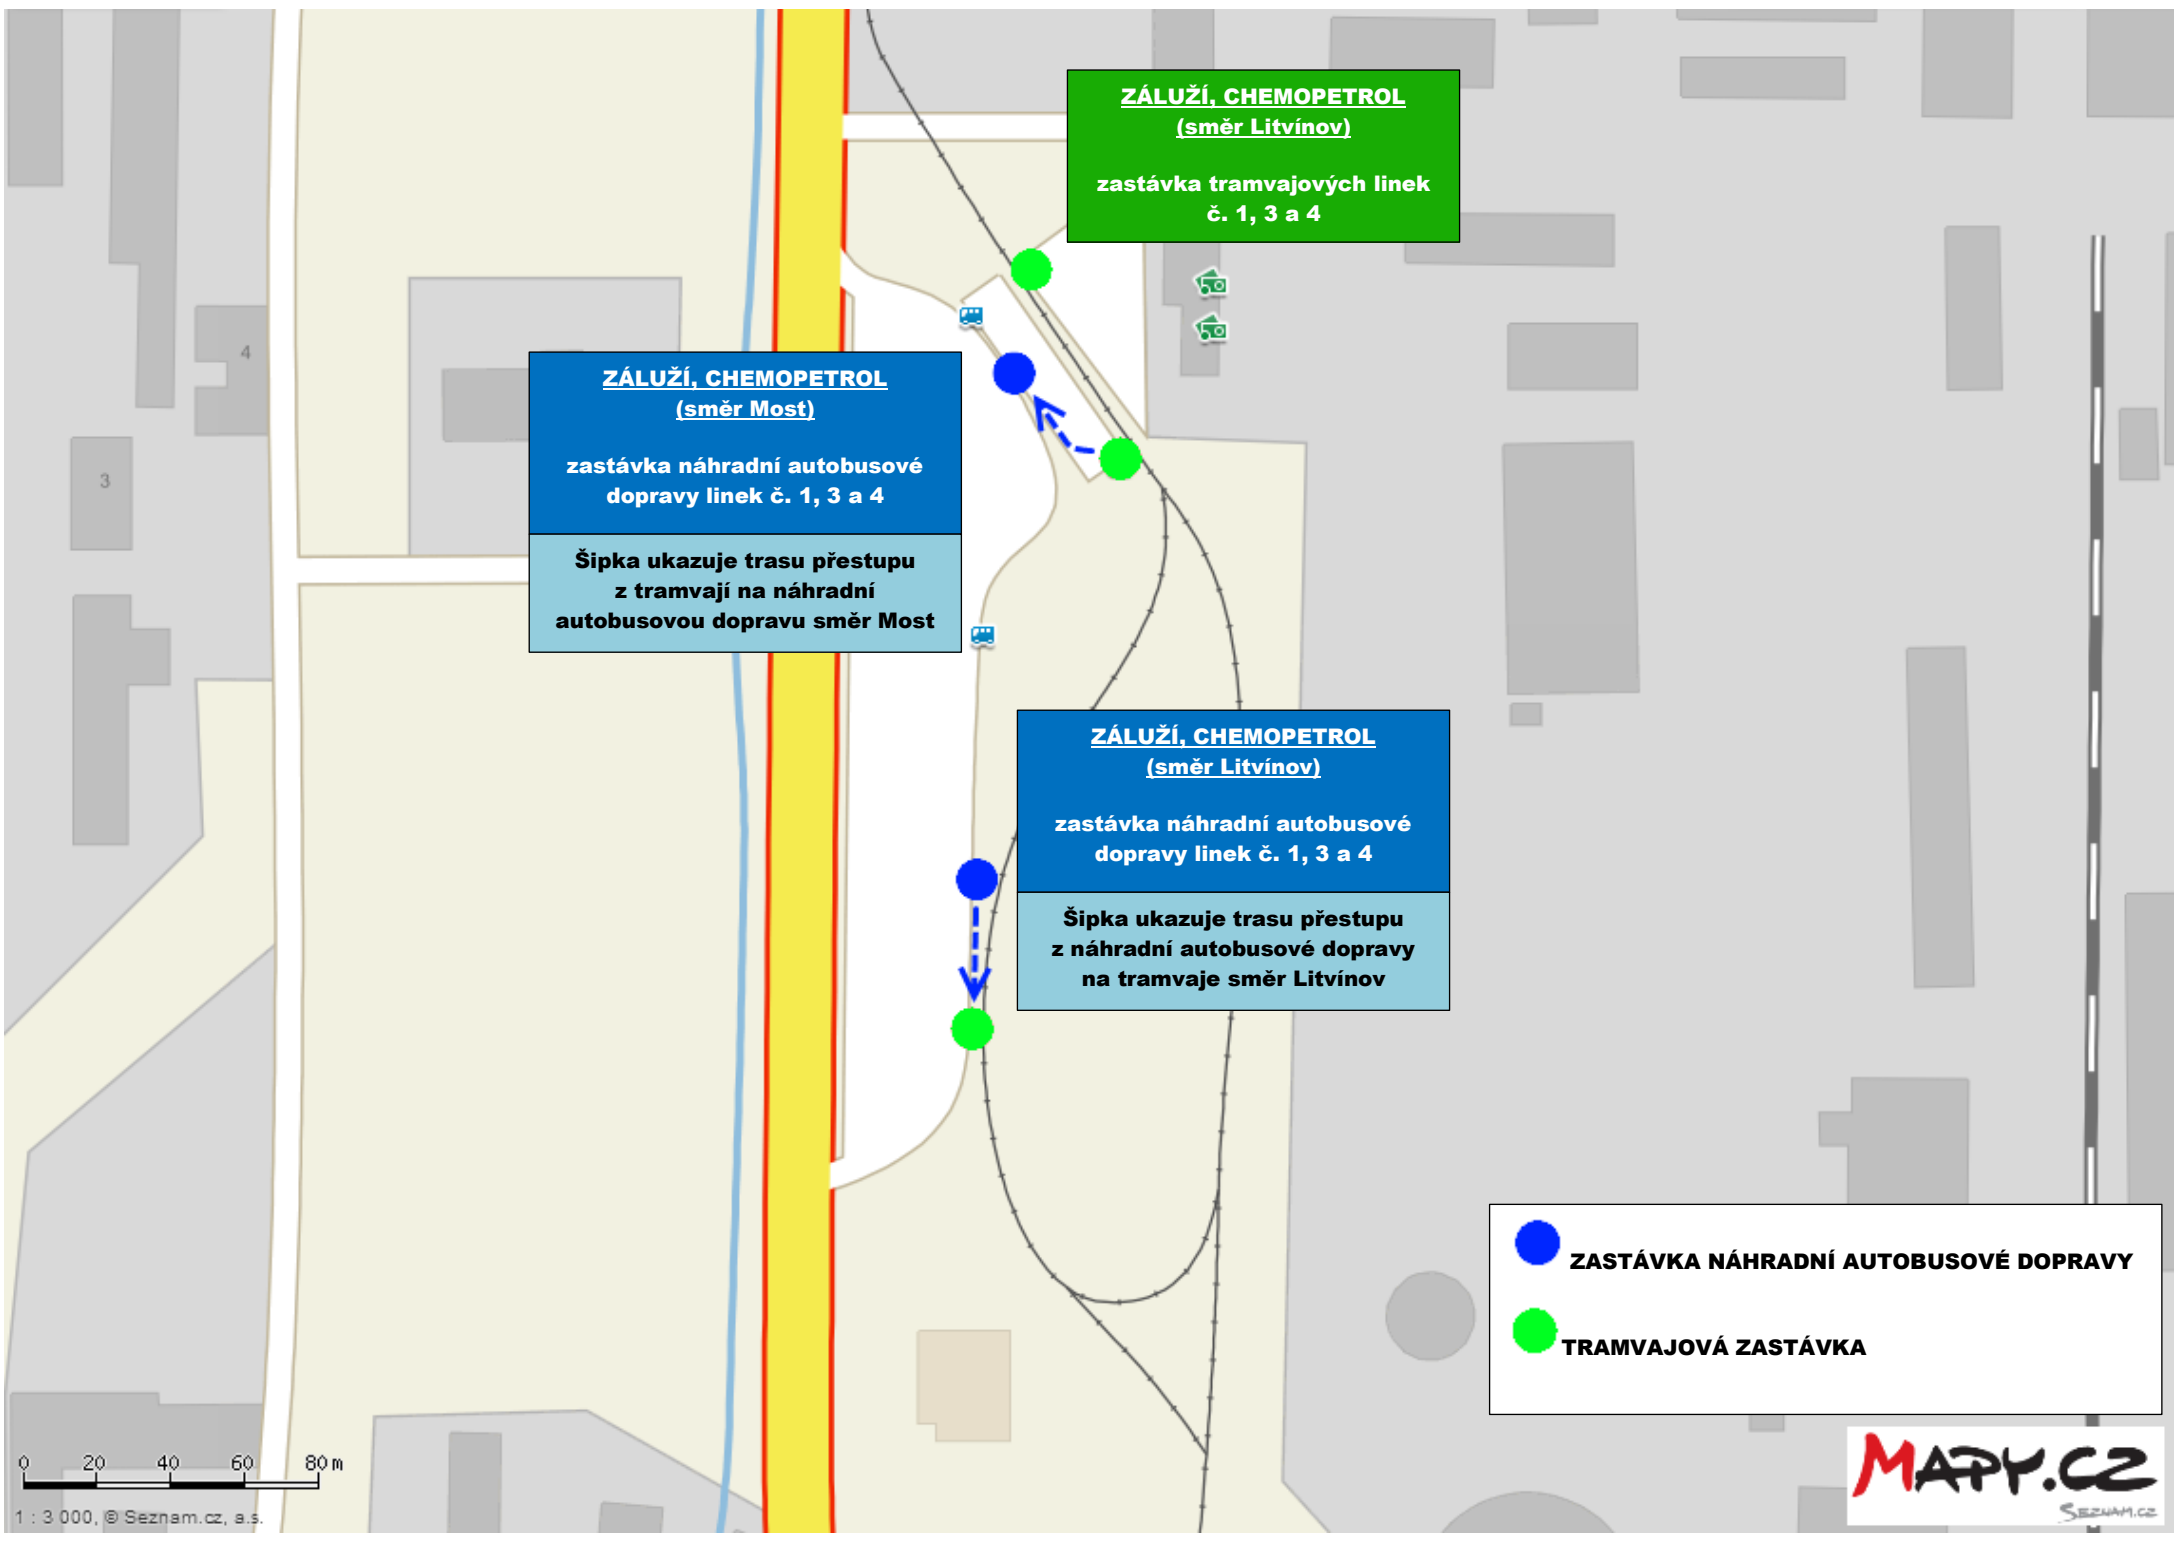 ZÁLUŽÍ, CHEMOPETROL
(směr Litvínov)
zastávka tramvajových linek
č. 1, 3 a 4
ZÁLUŽÍ, CHEMOPETROL
(směr Most)
zastávka náhradní autobusové
dopravy linek č. 1, 3 a 4
Šipka ukazuje trasu přestupu
z tramvají na náhradní
autobusovou dopravu směr Most
4
3
ZÁLUŽÍ, CHEMOPETROL
(směr Litvínov)
zastávka náhradní autobusové
dopravy linek č. 1, 3 a 4
Šipka ukazuje trasu přestupu
z náhradní autobusové dopravy
na tramvaje směr Litvínov
ZASTÁVKA NÁHRADNÍ AUTOBUSOVÉ DOPRAVY
TRAMVAJOVÁ ZASTÁVKA
0 20 40 60 80 m
1 : 3 000, © Seznam.cz, a.s.
MAPY.CZ
SEZNAM.CZ